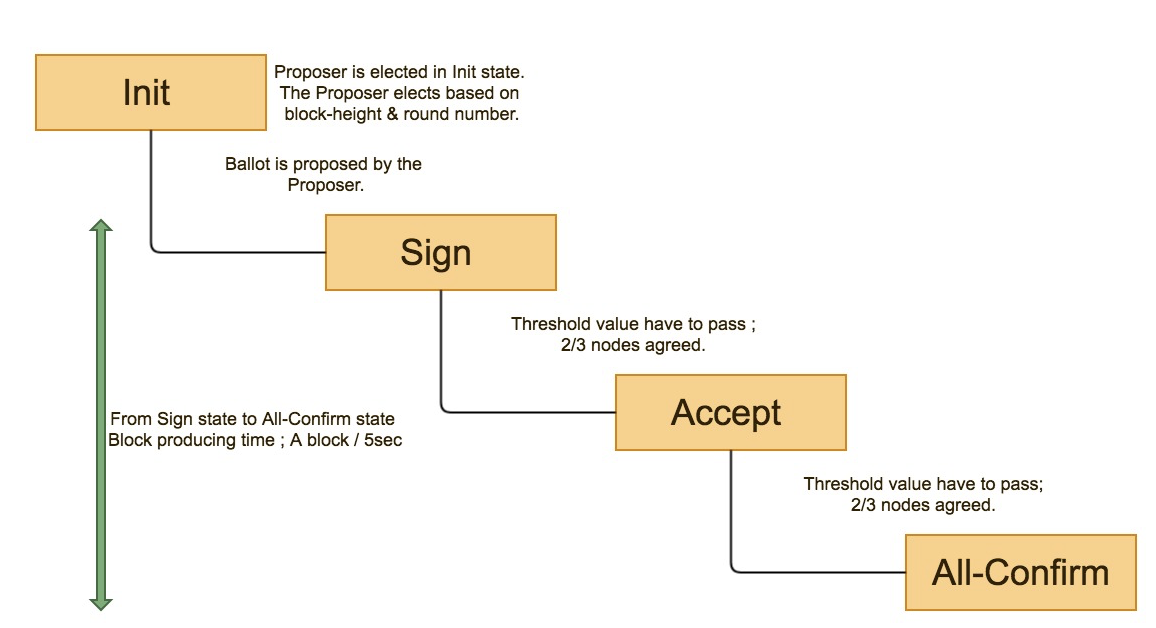 Init
Proposer is elected in Init state.
The Proposer elects based on
block-height & round number.
Ballot is proposed by the
Proposer.
Sign
Threshold value have to pass ;
2/3 nodes agreed.
Accept
From Sign state to All-Confirm state
Block producing time ; A block / 5sec
Threshold value have to pass;
2/3 nodes agreed.
All-Confirm